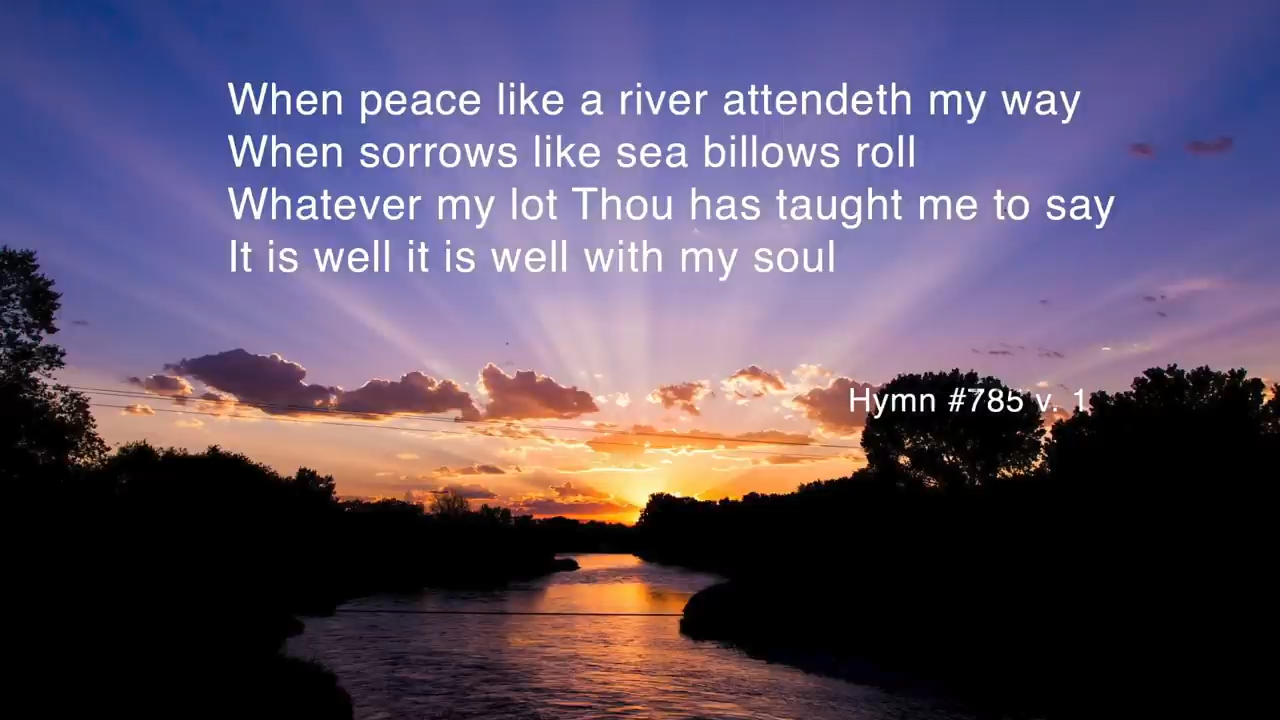 When peace like a river attendeth my way
When sorrows like sea billows roll
Whatever my lot Thou has taught me to say
It is well it is well with my soul
Hymn #785 v. 1